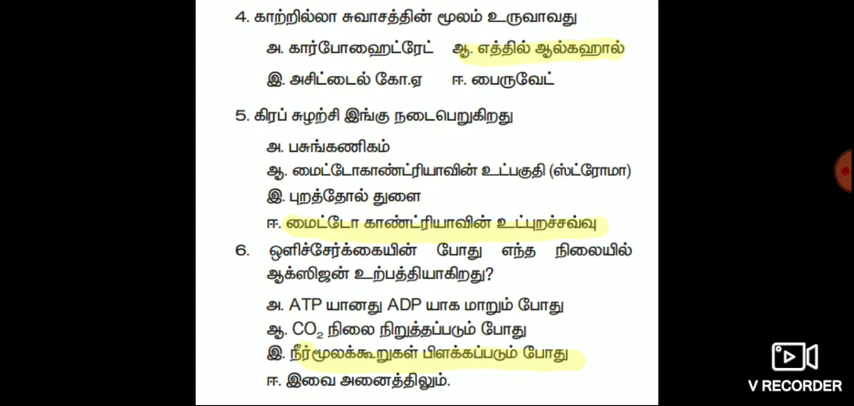 4. காற்றில்லா சுவாசத்தின் மூலம் உருவாவது
அ. கார்போஹைட்ரேட் ஆ. எத்தில் ஆல்கஹால்
இ. அசிட்டைல் கோ.ஏ ஈ. பைருவேட்
5. கிரப் சுழற்சி இங்கு நடைபெறுகிறது
அ. பசுங்கணிகம்
ஆ. மைட்டோகாண்ட்ரியாவின் உட்பகுதி (ஸ்ட்ரோமா)
இ. புறத்தோல் துளை
ஈ. மைட்டோ காண்ட்ரியாவின் உட்புறச்சவ்வு
6. ஒளிச்சேர்க்கையின் போது எந்த நிலையில்
ஆக்ஸிஜன் உற்பத்தியாகிறது?
அ. ATP யானது ADP யாக மாறும் போது
ஆ. CO₂ நிலை நிறுத்தப்படும் போது
இ. நீர்மூலக்கூறுகள் பிளக்கப்படும் போது
ஈ. இவை அனைத்திலும்.
V RECORDER